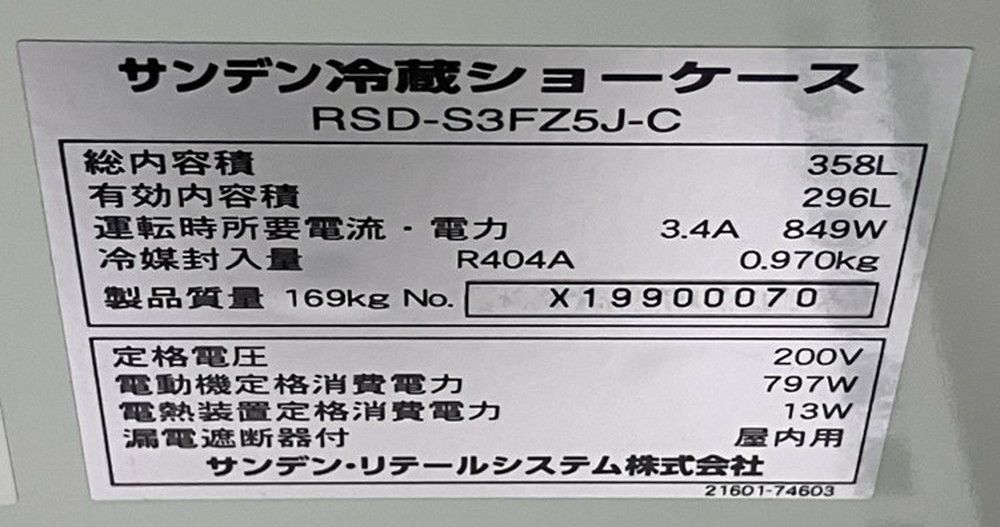 サンデン冷蔵ショーケース
RSD-S3FZ5J-C
総内容積 358L
有効内容積 296L
運転時所要電流・電力 3.4A 849W
冷媒封入量 R404A 0.970kg
製品質量 169kg No. X19900070
定格電圧 200V
電動機定格消費電力 797W
電熱装置定格消費電力 13W
漏電遮断器付 屋内用
サンデン・リテールシステム株式会社
21601-74603